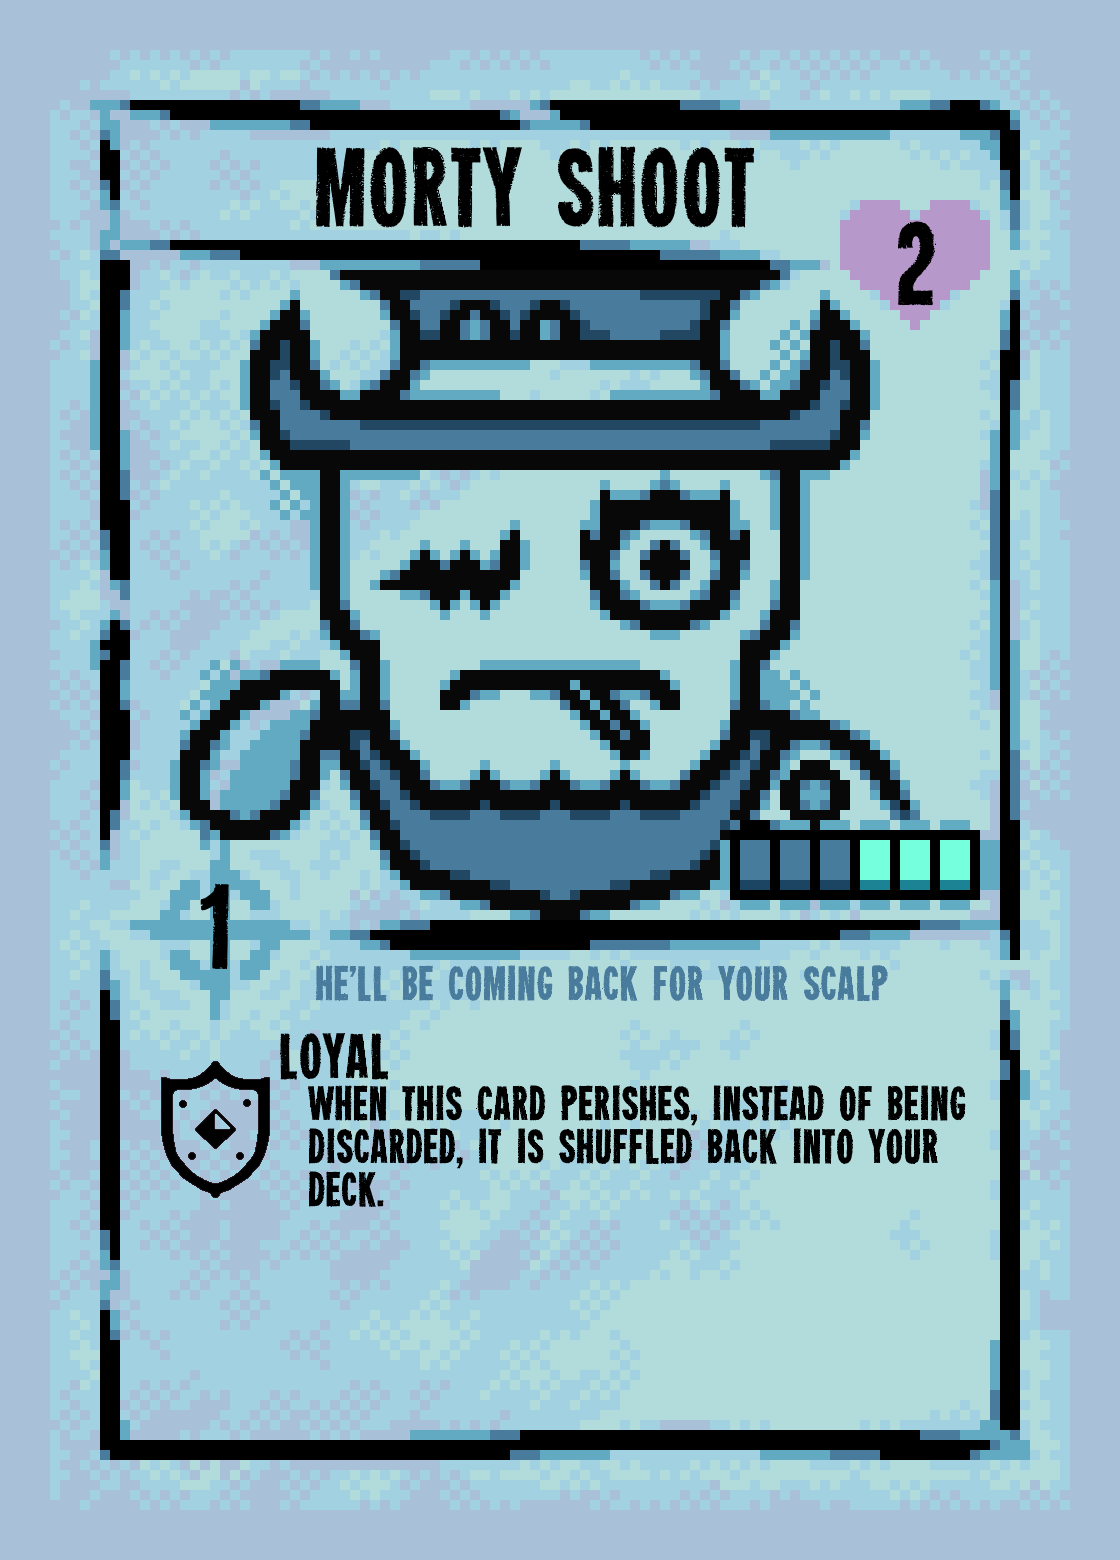 MORTY SHOOT
2
1
HE'LL BE COMING BACK FOR YOUR SCALP
LOYAL
WHEN THIS CARD PERISHES, INSTEAD OF BEING
DISCARDED, IT IS SHUFFLED BACK INTO YOUR
DECK.